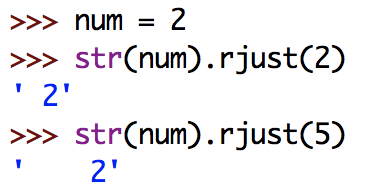 >>> num = 2
>>> str(num).rjust(2)
' 2'
>>> str(num).rjust(5)
'    2'